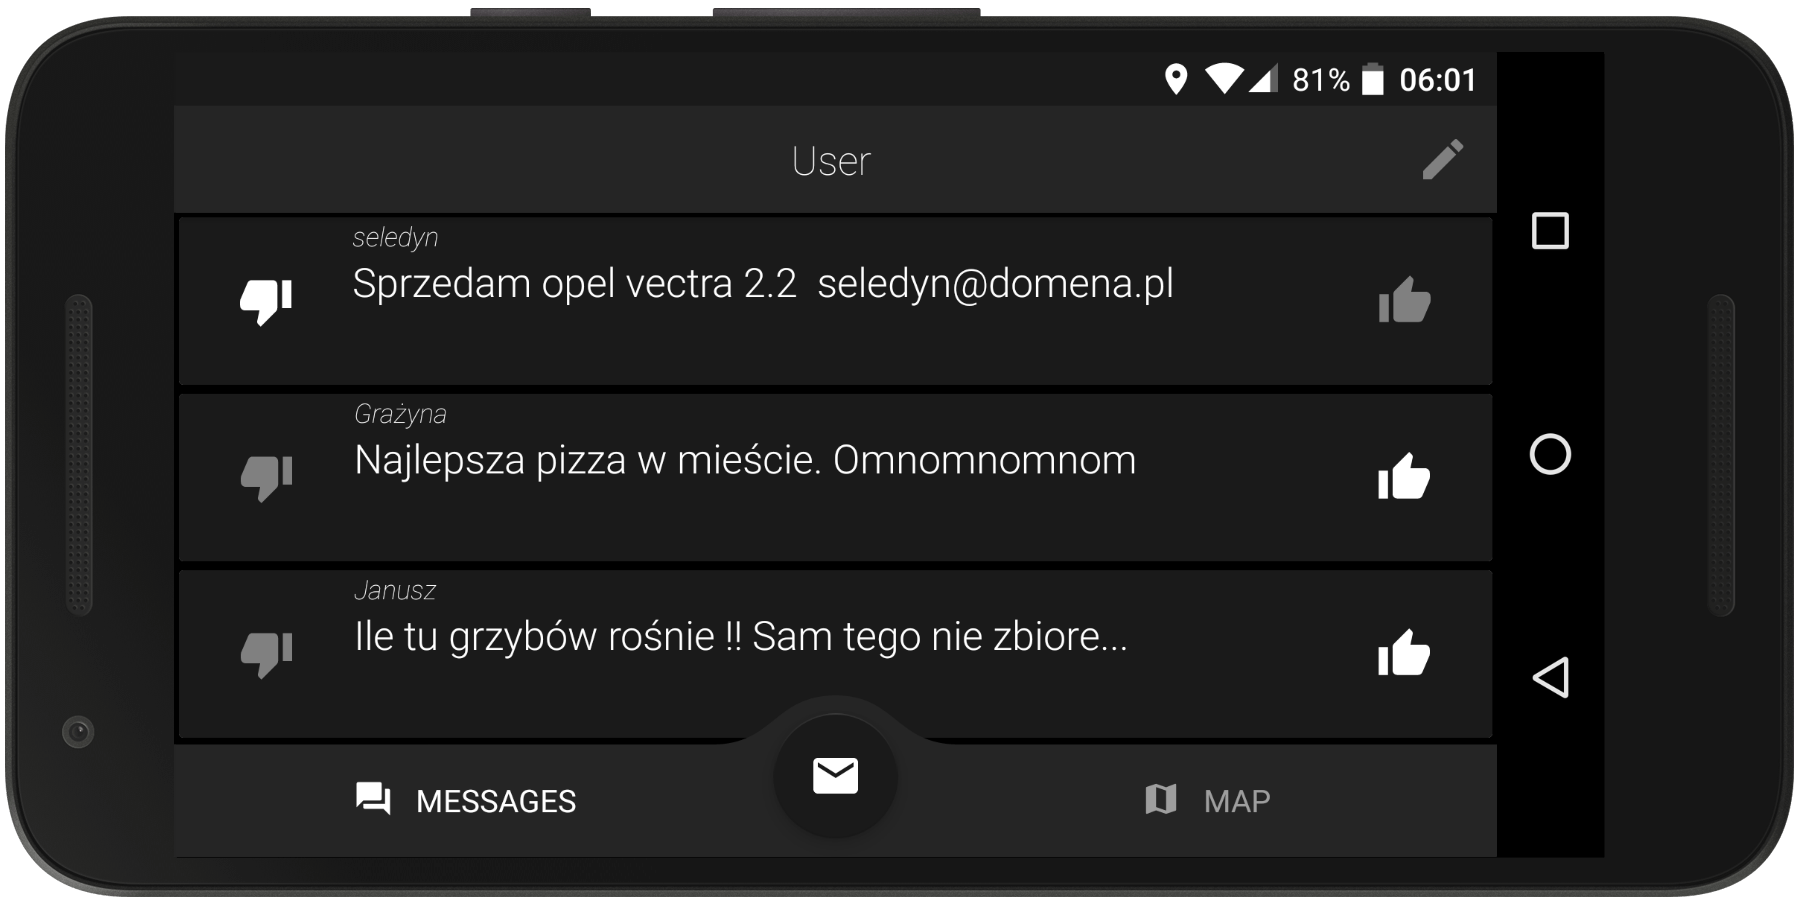 81% 06:01
User
seledyn
Sprzedam opel vectra 2.2  seledyn@domena.pl
Grażyna
Najlepsza pizza w mieście. Omnomnomnom
Janusz
Ile tu grzybów rośnie !! Sam tego nie zbiore...
MESSAGES
MAP